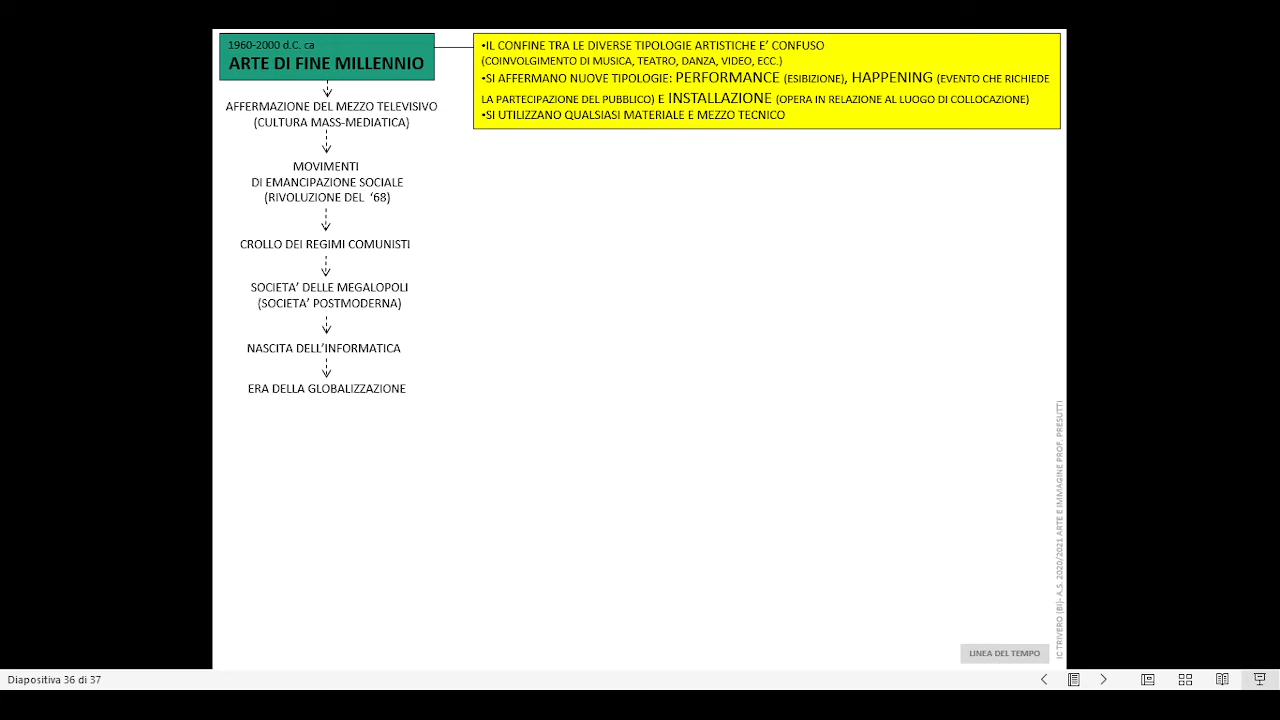 1960-2000 d.C. ca
ARTE DI FINE MILLENNIO
•IL CONFINE TRA LE DIVERSE TIPOLOGIE ARTISTICHE E’ CONFUSO
(COINVOLGIMENTO DI MUSICA, TEATRO, DANZA, VIDEO, ECC.)
•SI AFFERMANO NUOVE TIPOLOGIE: PERFORMANCE (ESIBIZIONE), HAPPENING (EVENTO CHE RICHIEDE
LA PARTECIPAZIONE DEL PUBBLICO) E INSTALLAZIONE (OPERA IN RELAZIONE AL LUOGO DI COLLOCAZIONE)
•SI UTILIZZANO QUALSIASI MATERIALE E MEZZO TECNICO
AFFERMAZIONE DEL MEZZO TELEVISIVO
(CULTURA MASS-MEDIATICA)
MOVIMENTI
DI EMANCIPAZIONE SOCIALE
(RIVOLUZIONE DEL ‘68)
CROLLO DEI REGIMI COMUNISTI
SOCIETA’ DELLE MEGALOPOLI
(SOCIETA’ POSTMODERNA)
NASCITA DELL’INFORMATICA
ERA DELLA GLOBALIZZAZIONE
IC TRIVERO (BI)- A.S. 2020/2021 ARTE E IMMAGINE PROF. PRESUTTI
LINEA DEL TEMPO
Diapositiva 36 di 37